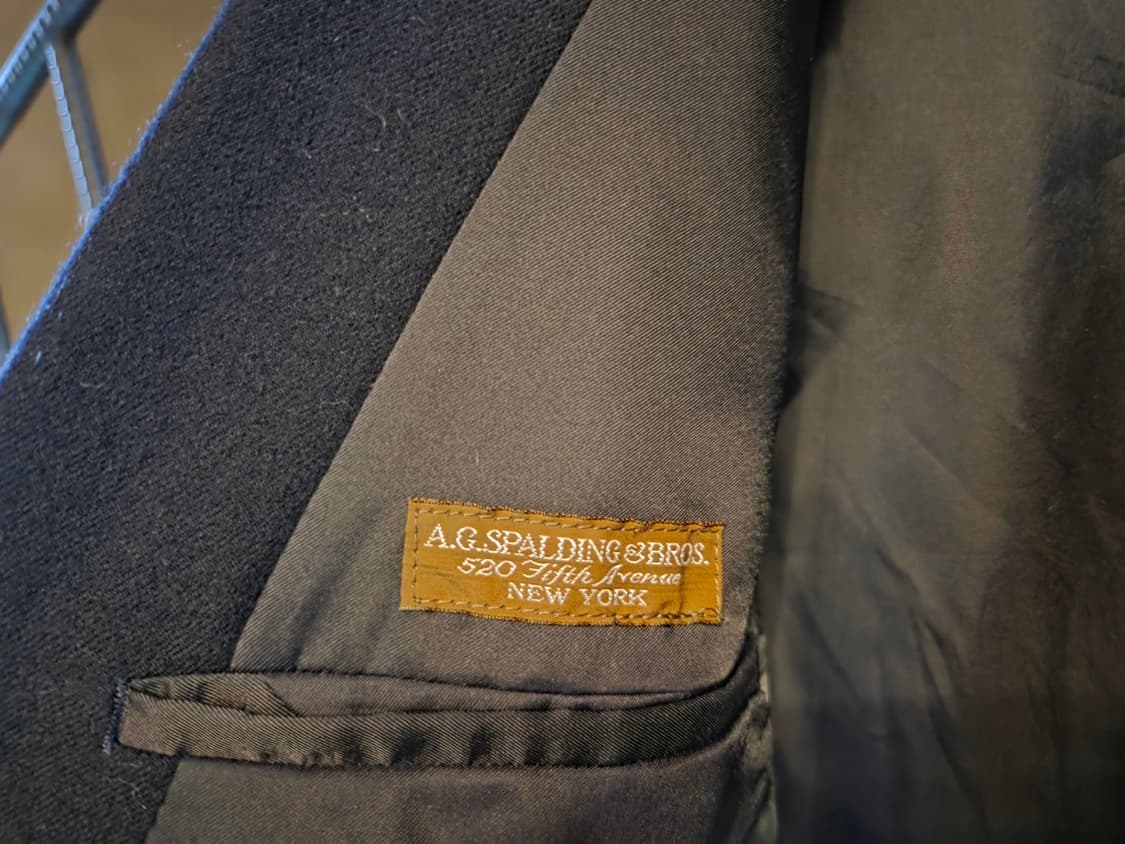 A.G. SPALDING & BROS.
520 Fifth Avenue
NEW YORK